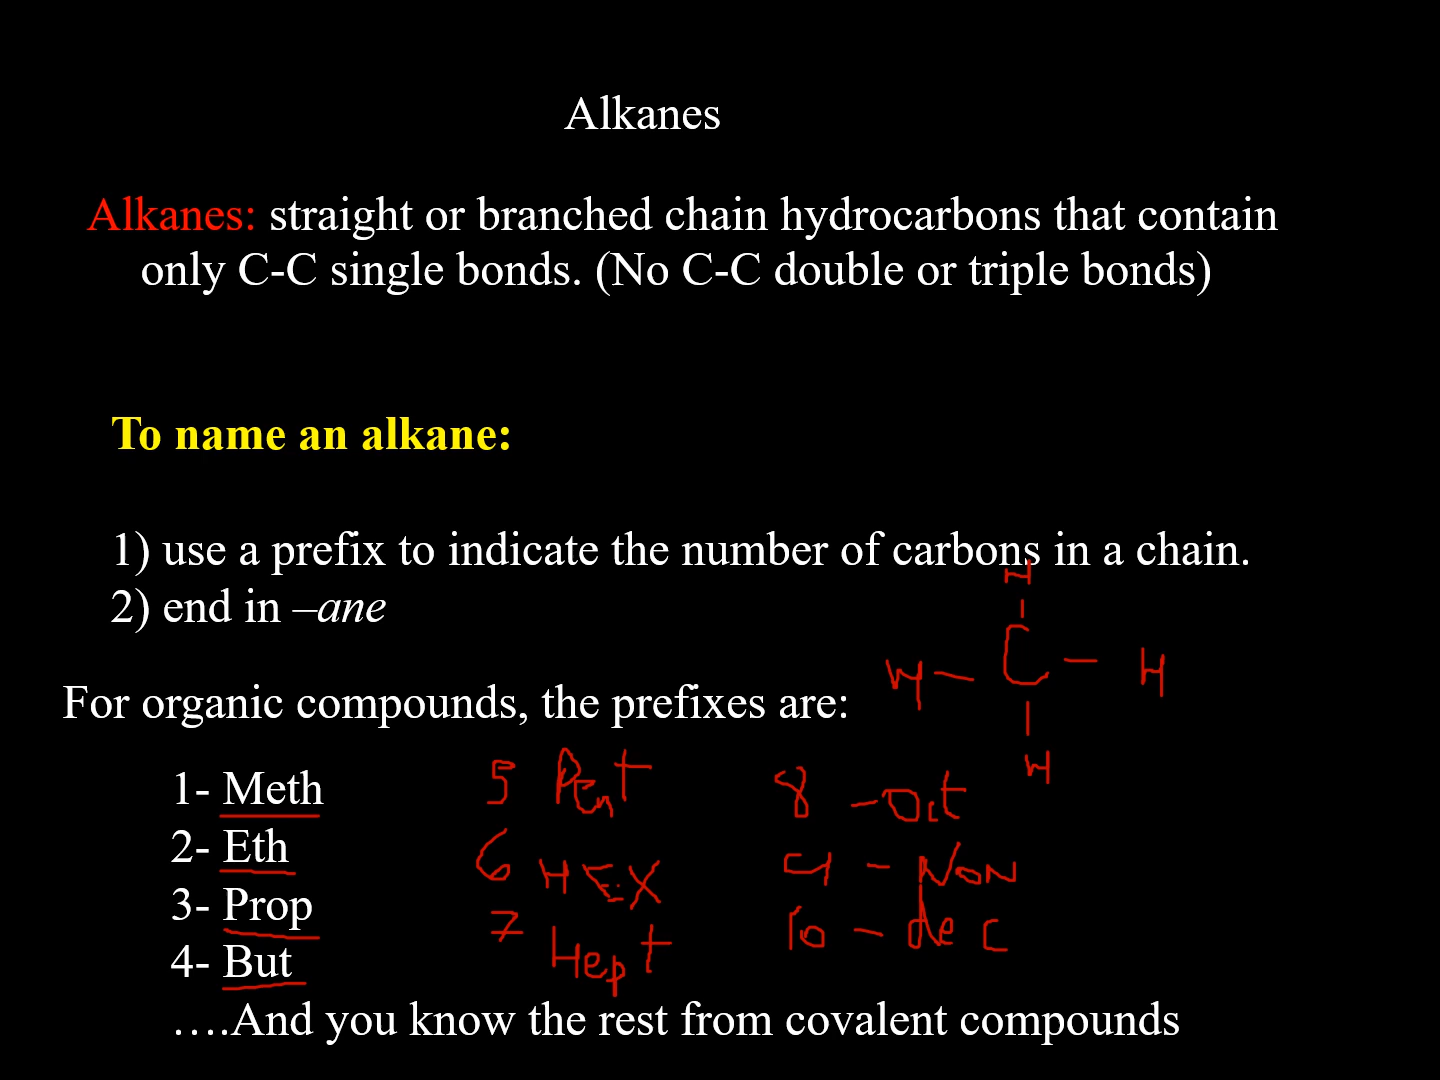 Alkanes
Alkanes: straight or branched chain hydrocarbons that contain
only C-C single bonds. (No C-C double or triple bonds)
To name an alkane:
1) use a prefix to indicate the number of carbons in a chain.
2) end in –ane
H
H - C - H
H
For organic compounds, the prefixes are:
1- Meth
2- Eth
3- Prop
4- But
5 Pent
6 HEX
7 Hept
8 - Oct
9 - Non
10 - dec
….And you know the rest from covalent compounds